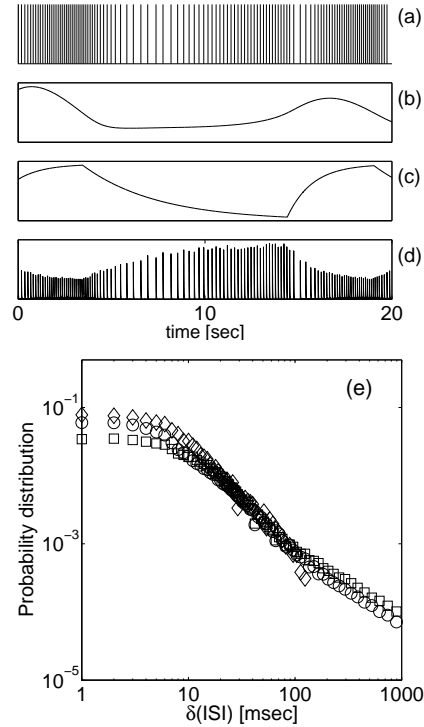 (a)
(b)
(c)
(d)
0 10 20
time [sec]
(e)
Probability distribution
10⁻¹
10⁻³
10⁻⁵
1 10 100 1000
δ(ISI) [msec]